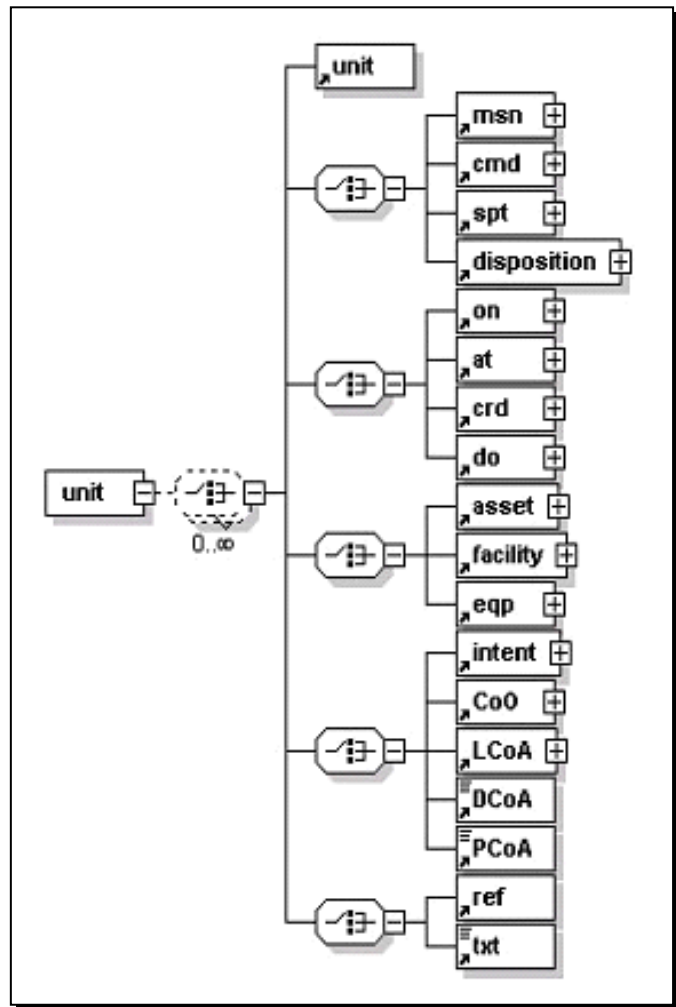 unit
msn
cmd
spt
disposition
on
at
crd
do
unit
0..∞
asset
facility
eqp
intent
CoO
LCoA
DCoA
PCoA
ref
txt